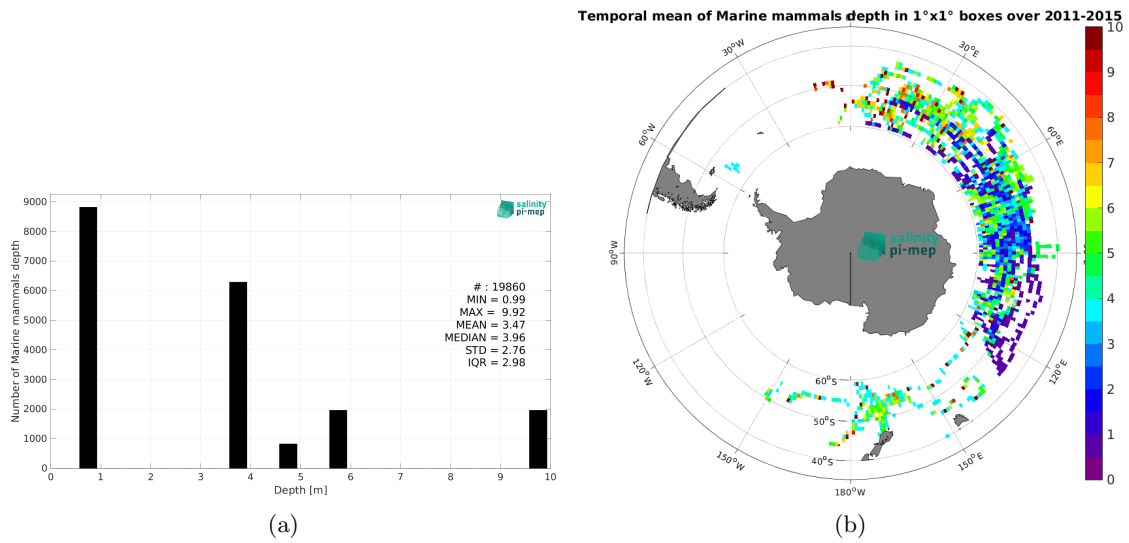 Temporal mean of Marine mammals depth in 1°x1° boxes over 2011-2015
Number of Marine mammals depth
9000
8000
7000
6000
5000
4000
3000
2000
1000
0
0 1 2 3 4 5 6 7 8 9 10
Depth [m]
salinity
pi-mep
# : 19860
MIN = 0.99
MAX = 9.92
MEAN = 3.47
MEDIAN = 3.96
STD = 2.76
IQR = 2.98
(a)
30°W
30°E
60°W
60°E
90°W
salinity
pi-mep
120°W
120°E
60°S
50°S
40°S
150°W
150°E
180°W
10
9
8
7
6
5
4
3
2
1
0
(b)